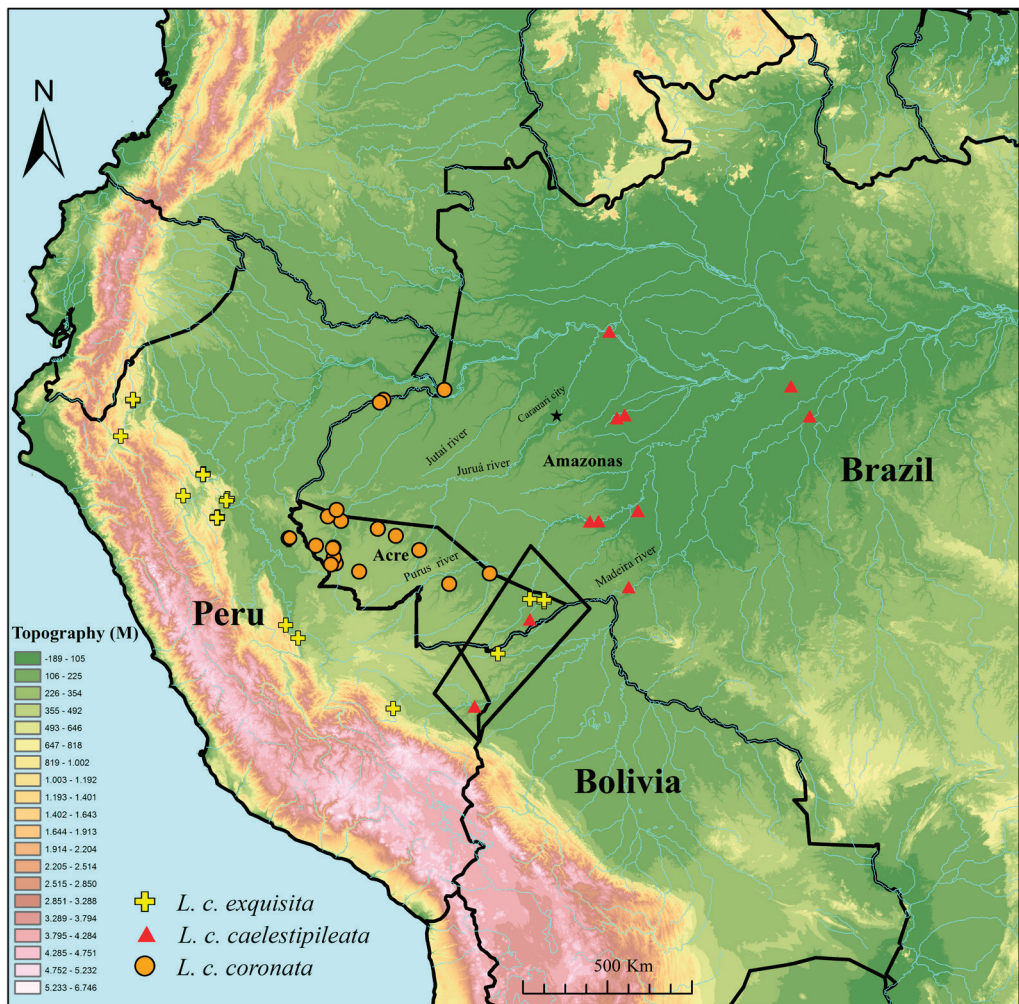 N
Carauari city
Jutaí river
Juruá river
Amazonas
Brazil
Acre
Purus river
Madeira river
Peru
Bolivia
Topography (M)
-189 - 105
106 - 225
226 - 354
355 - 492
493 - 646
647 - 818
819 - 1.002
1.003 - 1.192
1.193 - 1.401
1.402 - 1.643
1.644 - 1.913
1.914 - 2.204
2.205 - 2.514
2.515 - 2.850
2.851 - 3.288
3.289 - 3.794
3.795 - 4.284
4.285 - 4.751
4.752 - 5.232
5.233 - 6.746
L. c. exquisita
L. c. caelestipileata
L. c. coronata
500 Km